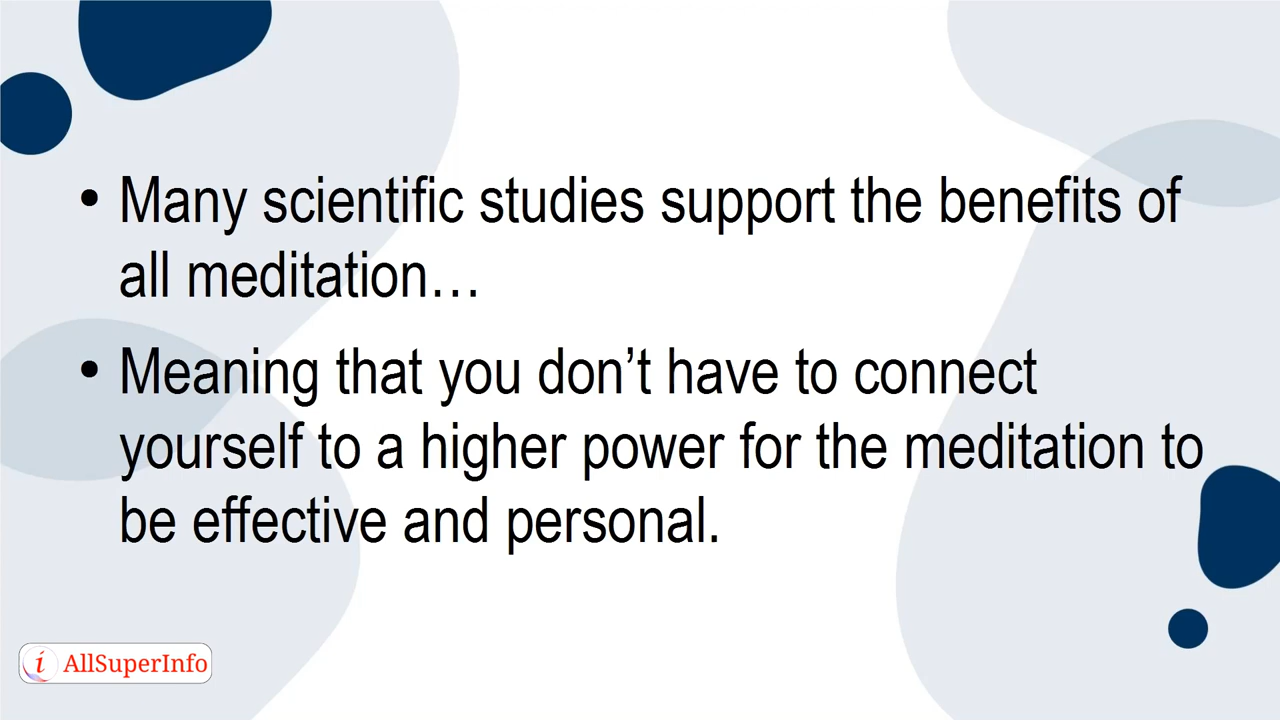 • Many scientific studies support the benefits of
all meditation…
• Meaning that you don’t have to connect
yourself to a higher power for the meditation to
be effective and personal.
i AllSuperInfo